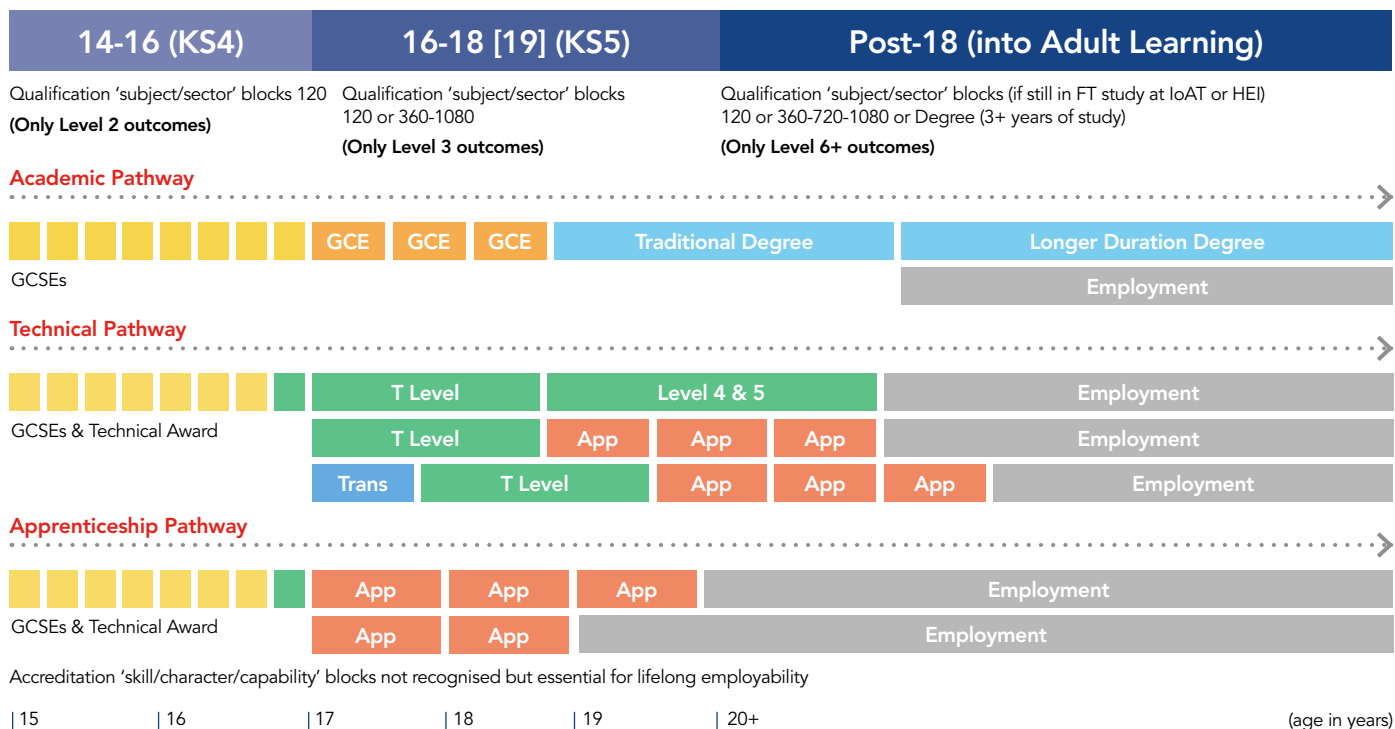 14-16 (KS4)
16-18 [19] (KS5)
Post-18 (into Adult Learning)
Qualification ‘subject/sector’ blocks 120
(Only Level 2 outcomes)
Qualification ‘subject/sector’ blocks
120 or 360-1080
(Only Level 3 outcomes)
Qualification ‘subject/sector’ blocks (if still in FT study at IoAT or HEI)
120 or 360-720-1080 or Degree (3+ years of study)
(Only Level 6+ outcomes)
Academic Pathway
GCE GCE GCE Traditional Degree Longer Duration Degree
GCSEs
Employment
Technical Pathway
T Level Level 4 & 5 Employment
GCSEs & Technical Award
T Level App App App Employment
Trans T Level App App App Employment
Apprenticeship Pathway
App App App Employment
GCSEs & Technical Award
App App Employment
Accreditation ‘skill/character/capability’ blocks not recognised but essential for lifelong employability
| 15 | 16 | 17 | 18 | 19 | 20+ (age in years)